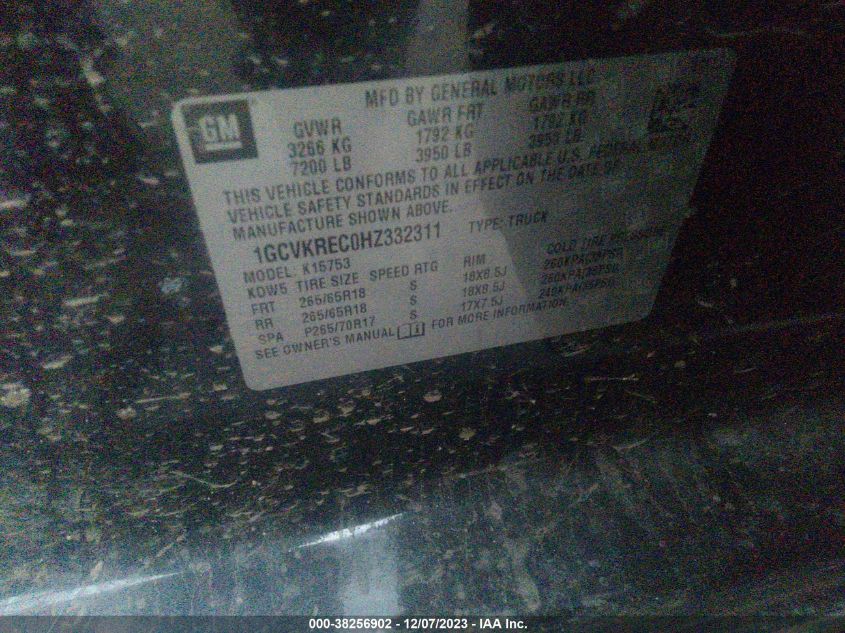 GM
MFD BY GENERAL MOTORS LLC
GVWR GAWR FRT GAWR RR
3266 KG 1792 KG KG
7200 LB 3950 LB 3950 LB
THIS VEHICLE CONFORMS TO ALL APPLICABLE U.S. FEDERAL MOTOR
VEHICLE SAFETY STANDARDS IN EFFECT ON THE DATE OF
MANUFACTURE SHOWN ABOVE.
1GCVKREC0HZ332311 TYPE: TRUCK
MODEL: K15753
KDW5 TIRE SIZE SPEED RTG RIM COLD TIRE PRESSURE
FRT 265/65R18 S 18X8.5J
RR 265/65R18 S 18X8.5J
SPA P265/70R17 S 17X7.5J
SEE OWNER'S MANUAL FOR MORE INFORMATION.
000-38256902 - 12/07/2023 - IAA Inc.